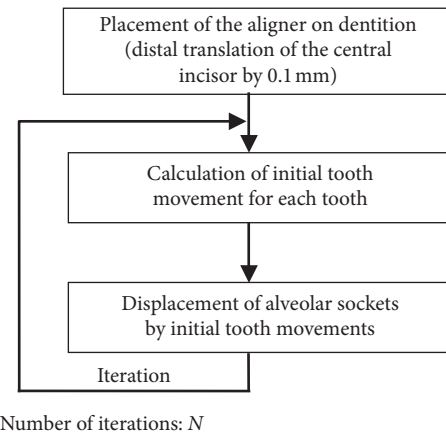 Placement of the aligner on dentition
(distal translation of the central
incisor by 0.1 mm)
Calculation of initial tooth
movement for each tooth
Displacement of alveolar sockets
by initial tooth movements
Iteration
Number of iterations: N